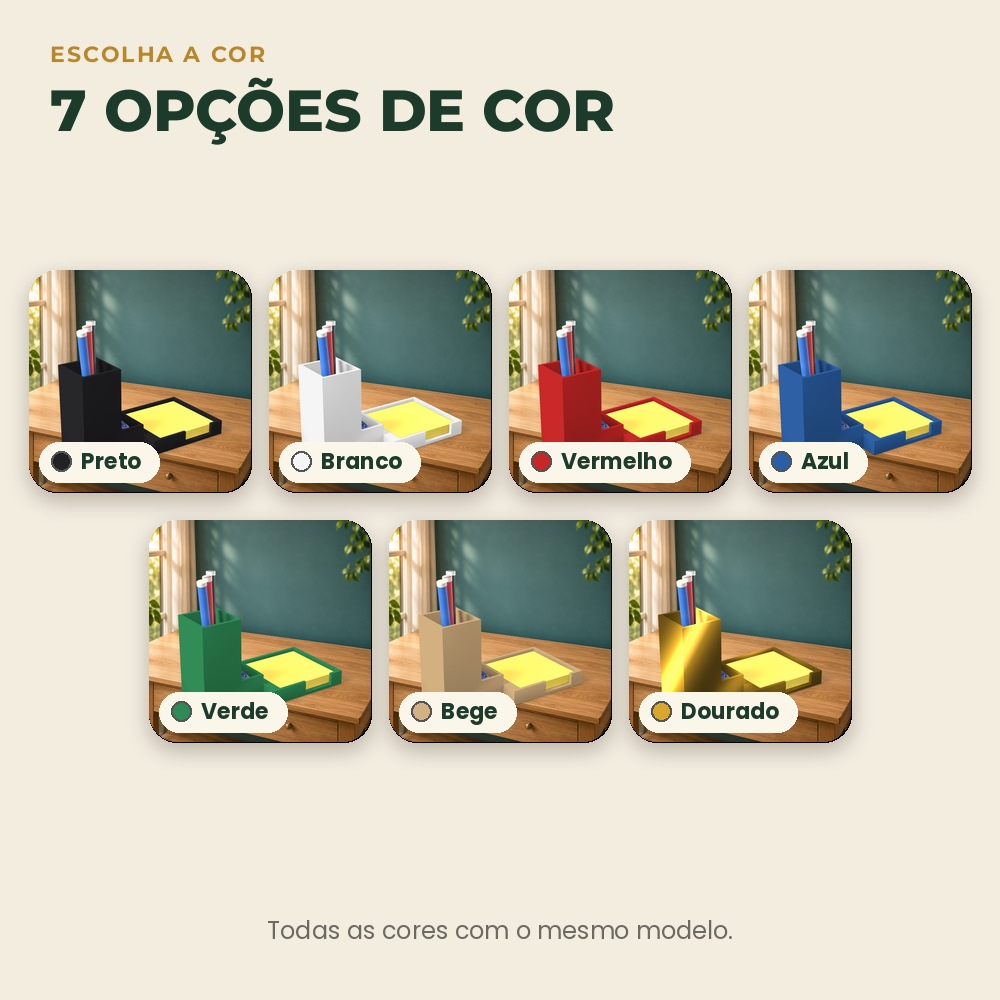 ESCOLHA A COR
7 OPÇÕES DE COR
Preto
Branco
Vermelho
Azul
Verde
Bege
Dourado
Todas as cores com o mesmo modelo.